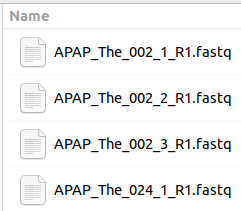 Name
APAP_The_002_1_R1.fastq
APAP_The_002_2_R1.fastq
APAP_The_002_3_R1.fastq
APAP_The_024_1_R1.fastq